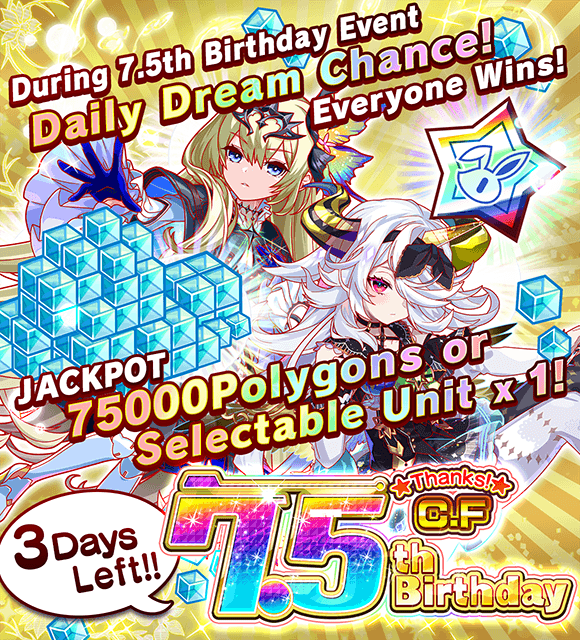 During 7.5th Birthday Event
Daily Dream Chance!
Everyone Wins!
JACKPOT
75000Polygons or
Selectable Unit x 1!
3 Days
Left!!
Thanks!
C.F
7.5
th
Birthday